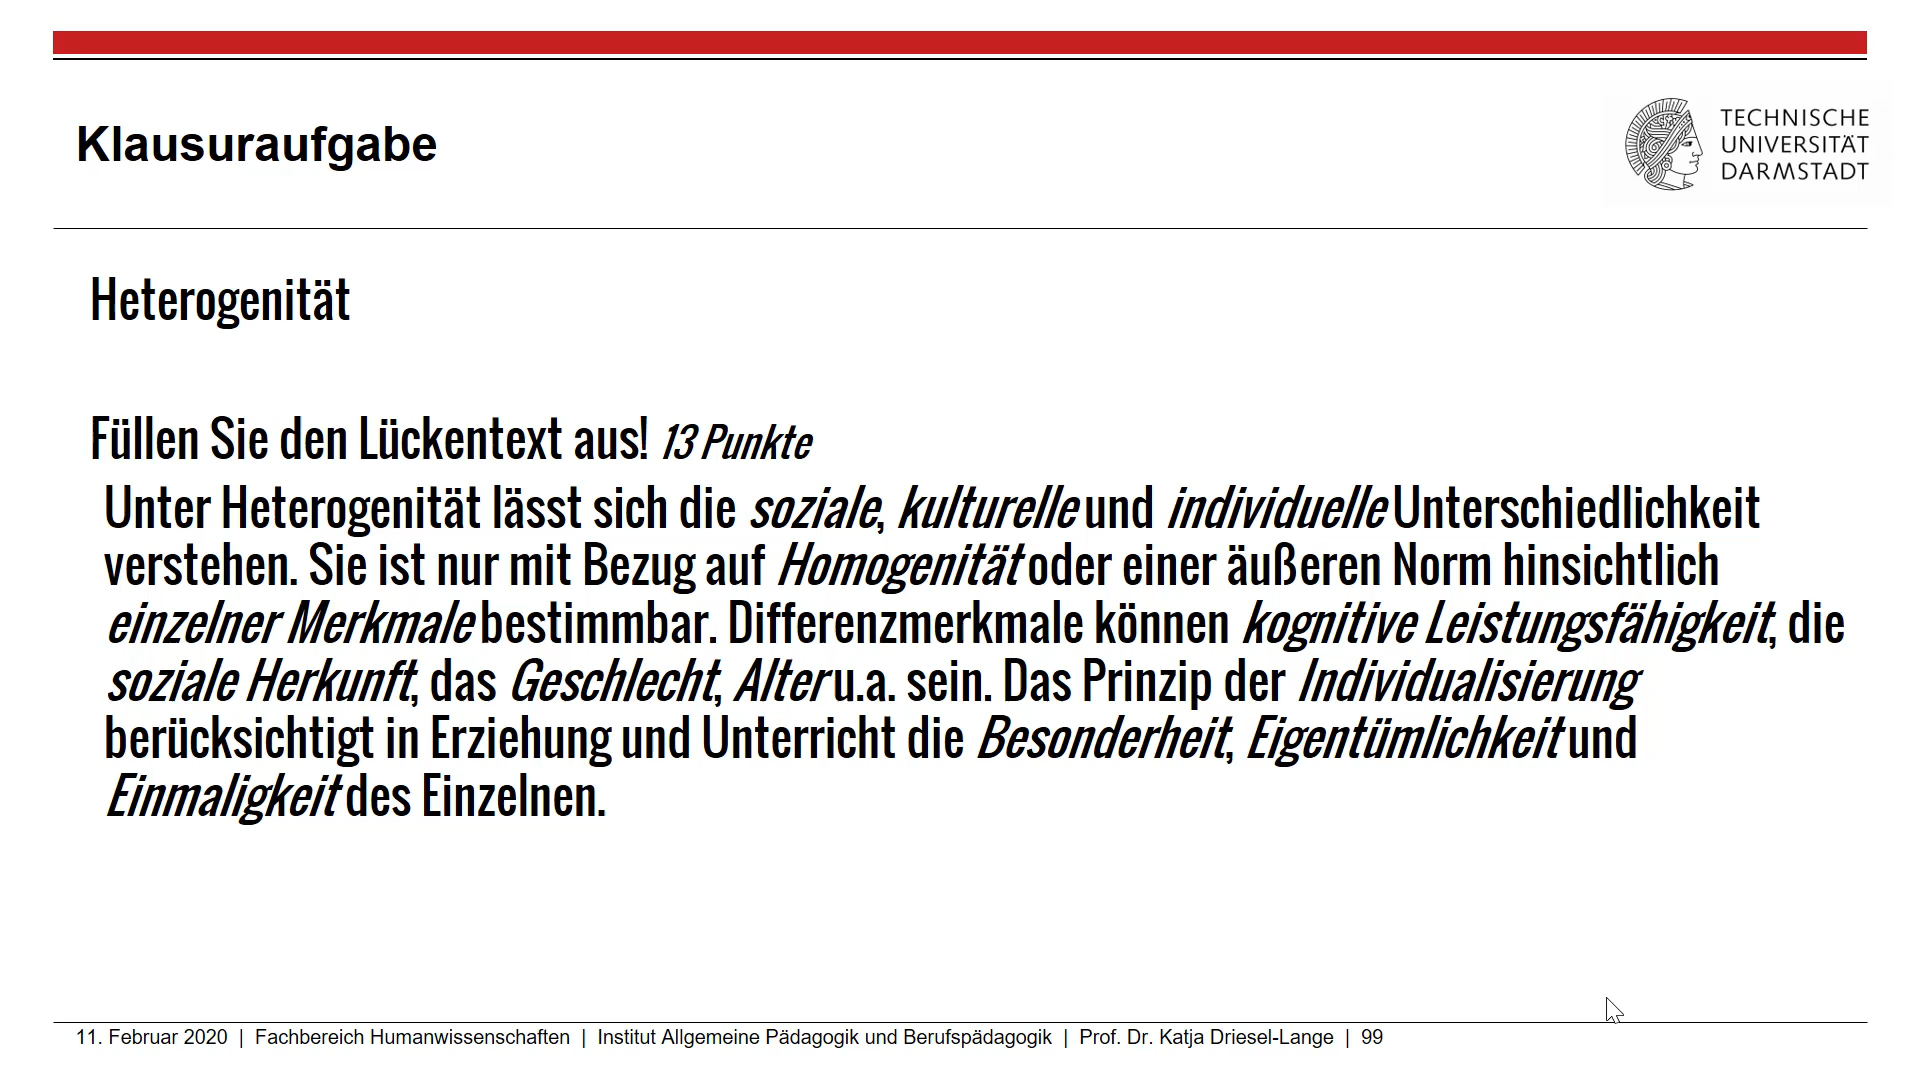 Klausuraufgabe
TECHNISCHE
UNIVERSITÄT
DARMSTADT
Heterogenität
Füllen Sie den Lückentext aus! 13 Punkte
Unter Heterogenität lässt sich die soziale, kulturelle und individuelle Unterschiedlichkeit
verstehen. Sie ist nur mit Bezug auf Homogenität oder einer äußeren Norm hinsichtlich
einzelner Merkmale bestimmbar. Differenzmerkmale können kognitive Leistungsfähigkeit, die
soziale Herkunft, das Geschlecht, Alter u.a. sein. Das Prinzip der Individualisierung
berücksichtigt in Erziehung und Unterricht die Besonderheit, Eigentümlichkeit und
Einmaligkeit des Einzelnen.
11. Februar 2020 | Fachbereich Humanwissenschaften | Institut Allgemeine Pädagogik und Berufspädagogik | Prof. Dr. Katja Driesel-Lange | 99